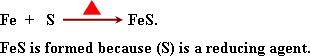 Fe + S ⟶ FeS.
FeS is formed because (S) is a reducing agent.